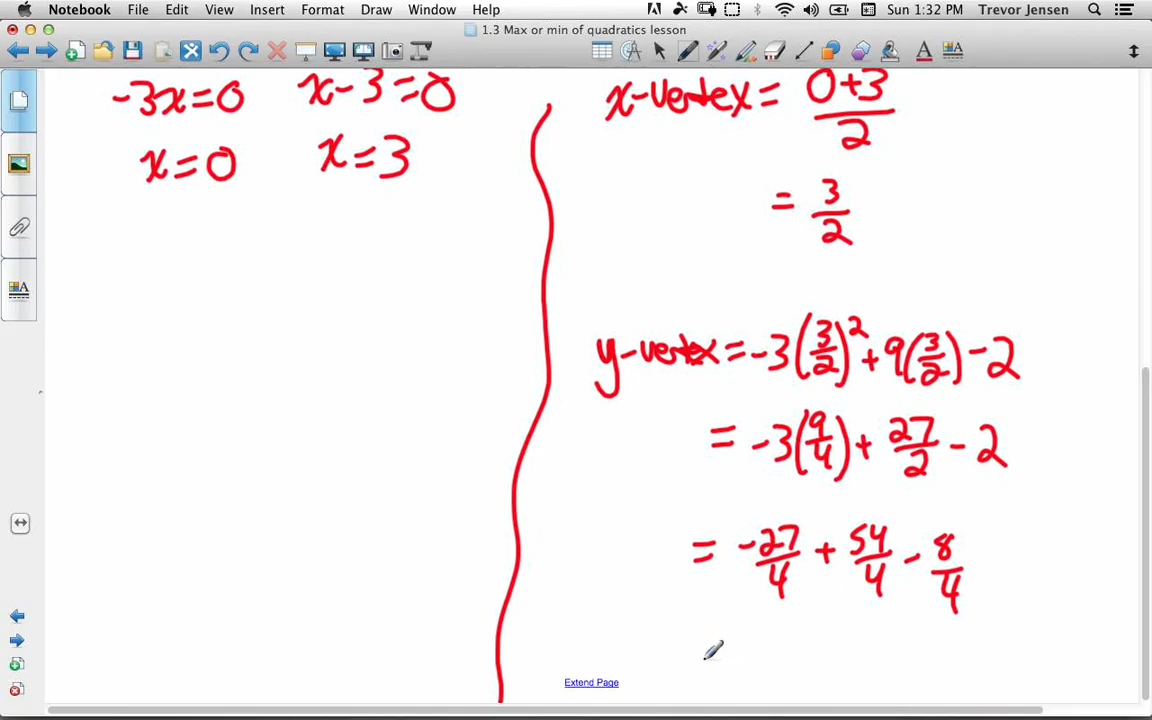 Notebook File Edit View Insert Format Draw Window Help Sun 1:32 PM Trevor Jensen
1.3 Max or min of quadratics lesson
-3x=0 x-3=0
x=0 x=3
x-vertex = 0+3/2
= 3/2
y-vertex = -3(3/2)² + 9(3/2) - 2
= -3(9/4) + 27/2 - 2
= -27/4 + 54/4 - 8/4
Extend Page